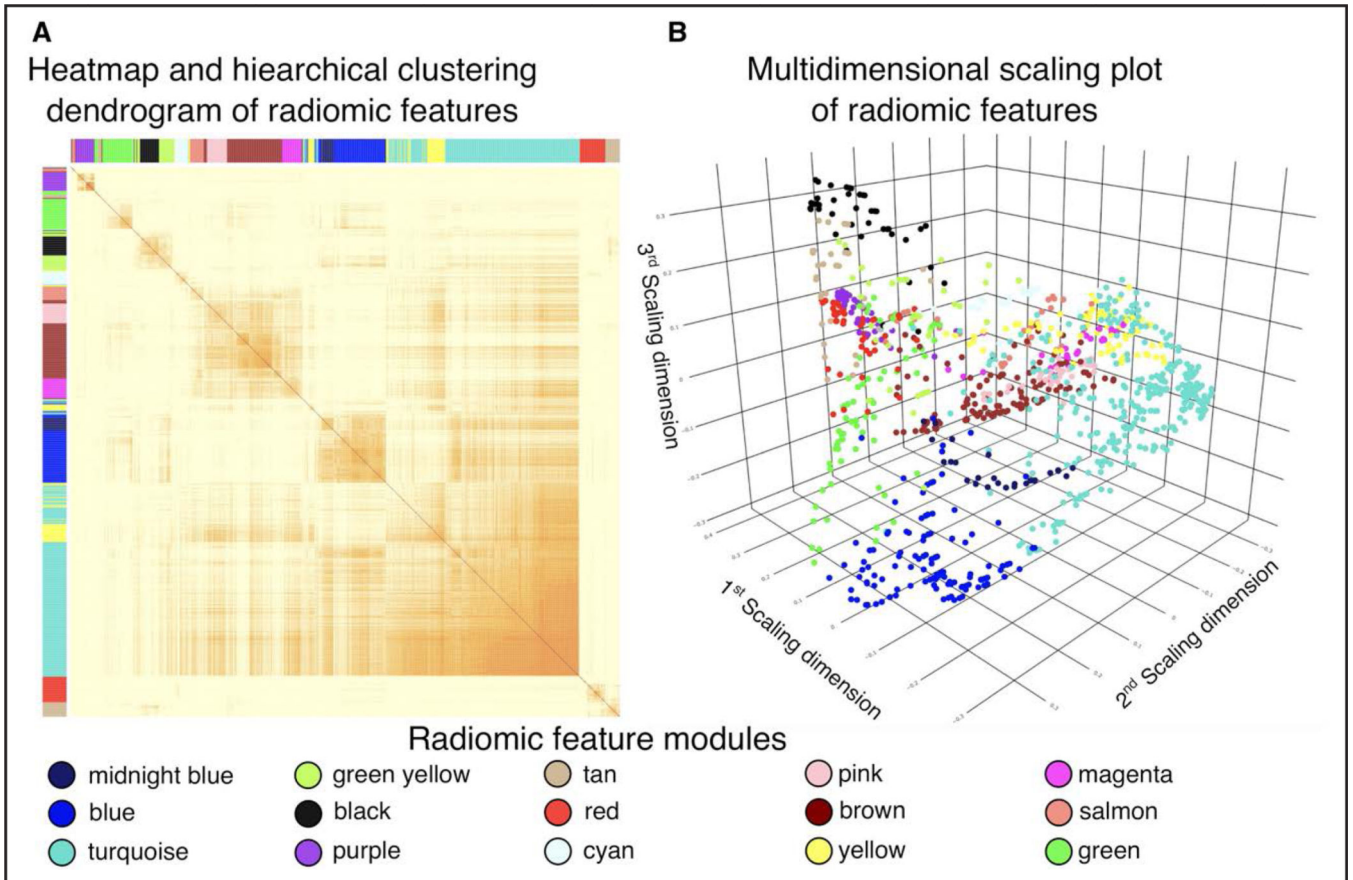 A
Heatmap and hiearchical clustering
dendrogram of radiomic features
B
Multidimensional scaling plot
of radiomic features
3rd Scaling dimension
1st Scaling dimension
2nd Scaling dimension
Radiomic feature modules
midnight blue
green yellow
tan
pink
magenta
blue
black
red
brown
salmon
turquoise
purple
cyan
yellow
green